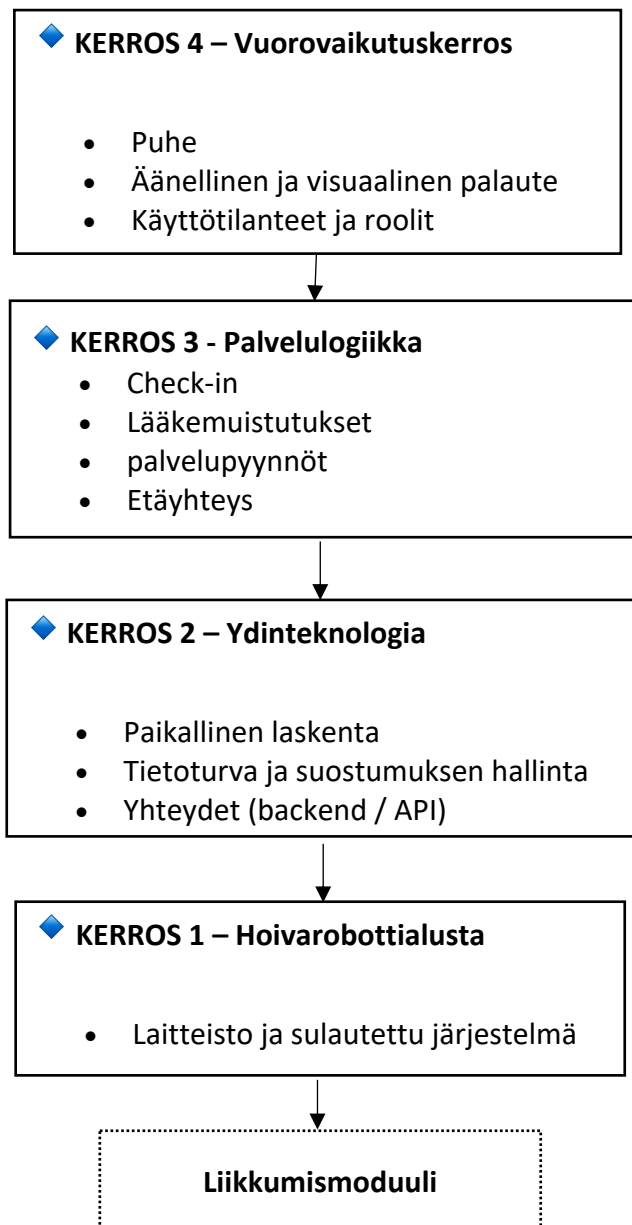 KERROS 4 – Vuorovaikutuskerros
• Puhe
• Äänellinen ja visuaalinen palaute
• Käyttötilanteet ja roolit
KERROS 3 - Palvelulogiikka
• Check-in
• Lääkemuistutukset
• palvelupyynnöt
• Etäyhteys
KERROS 2 – Ydinteknologia
• Paikallinen laskenta
• Tietoturva ja suostumuksen hallinta
• Yhteydet (backend / API)
KERROS 1 – Hoivarobottialusta
• Laitteisto ja sulautettu järjestelmä
Liikkumismoduuli